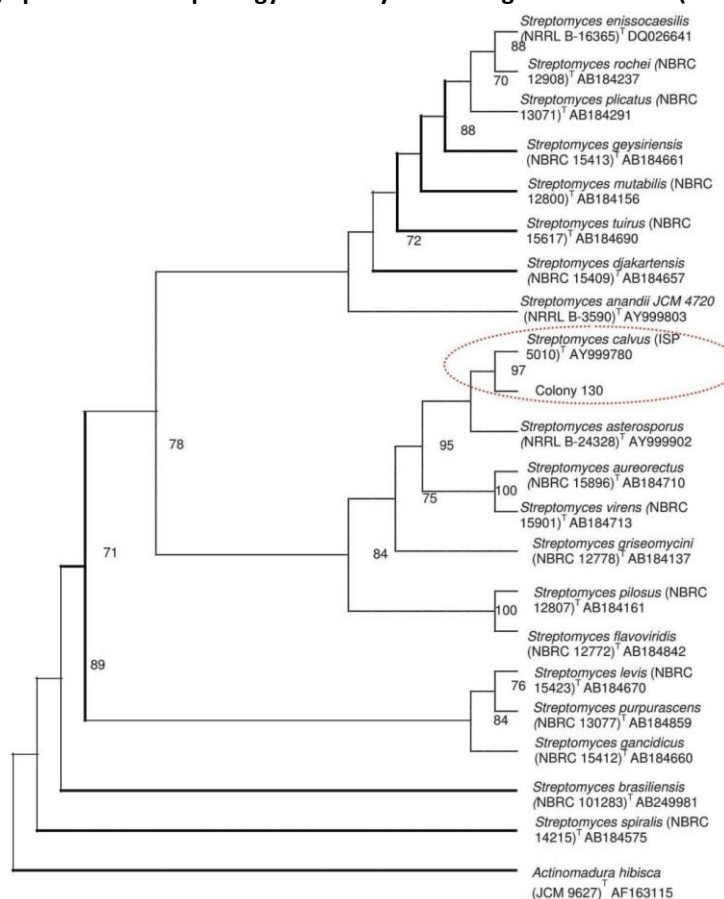 Streptomyces enissocaesilis
(NRRL B-16365)T DQ026641
88
Streptomyces rochei (NBRC
12908)T AB184237
70
Streptomyces plicatus (NBRC
13071)T AB184291
88
Streptomyces geysiriensis
(NBRC 15413)T AB184661
Streptomyces mutabilis (NBRC
12800)T AB184156
Streptomyces tuirus (NBRC
15617)T AB184690
72
Streptomyces djakartensis
(NBRC 15409)T AB184657
Streptomyces anandii JCM 4720
(NRRL B-3590)T AY999803
Streptomyces calvus (ISP
5010)T AY999780
97
Colony 130
Streptomyces asterosporus
(NRRL B-24328)T AY999902
95
78
Streptomyces aureorectus
(NBRC 15896)T AB184710
100
75
Streptomyces virens (NBRC
15901)T AB184713
Streptomyces griseomycini
(NBRC 12778)T AB184137
84
71
Streptomyces pilosus (NBRC
12807)T AB184161
100
Streptomyces flavoviridis
(NBRC 12772)T AB184842
89
Streptomyces levis (NBRC
15423)T AB184670
76
Streptomyces purpurascens
(NBRC 13077)T AB184859
84
Streptomyces gancidicus
(NBRC 15412)T AB184660
Streptomyces brasiliensis
(NBRC 101283)T AB249981
Streptomyces spiralis (NBRC
14215)T AB184575
Actinomadura hibisca
(JCM 9627)T AF163115